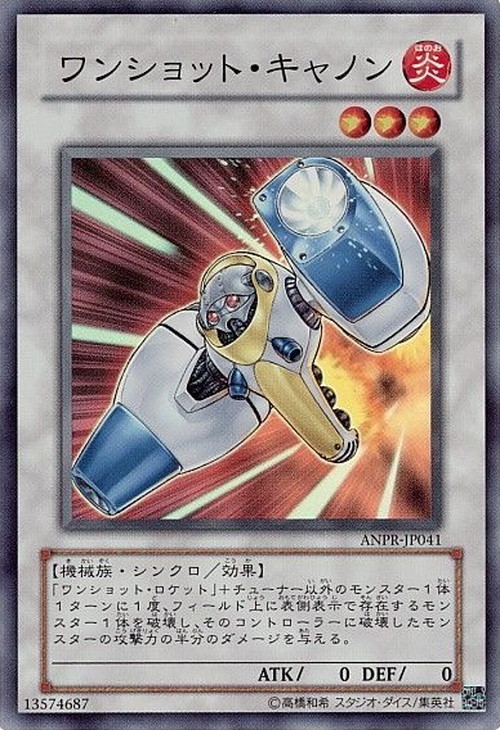 ワンショット・キャノン
炎
ほのお
ANPR-JP041
【機械族・シンクロ／効果】
「ワンショット・ロケット」＋チューナー以外のモンスター１体
１ターンに１度、フィールド上に表側表示で存在するモン
スター１体を破壊し、そのコントローラーに破壊したモン
スターの攻撃力の半分のダメージを与える。
ATK/ 0 DEF/ 0
13574687
©高橋和希 スタジオ・ダイス/集英社